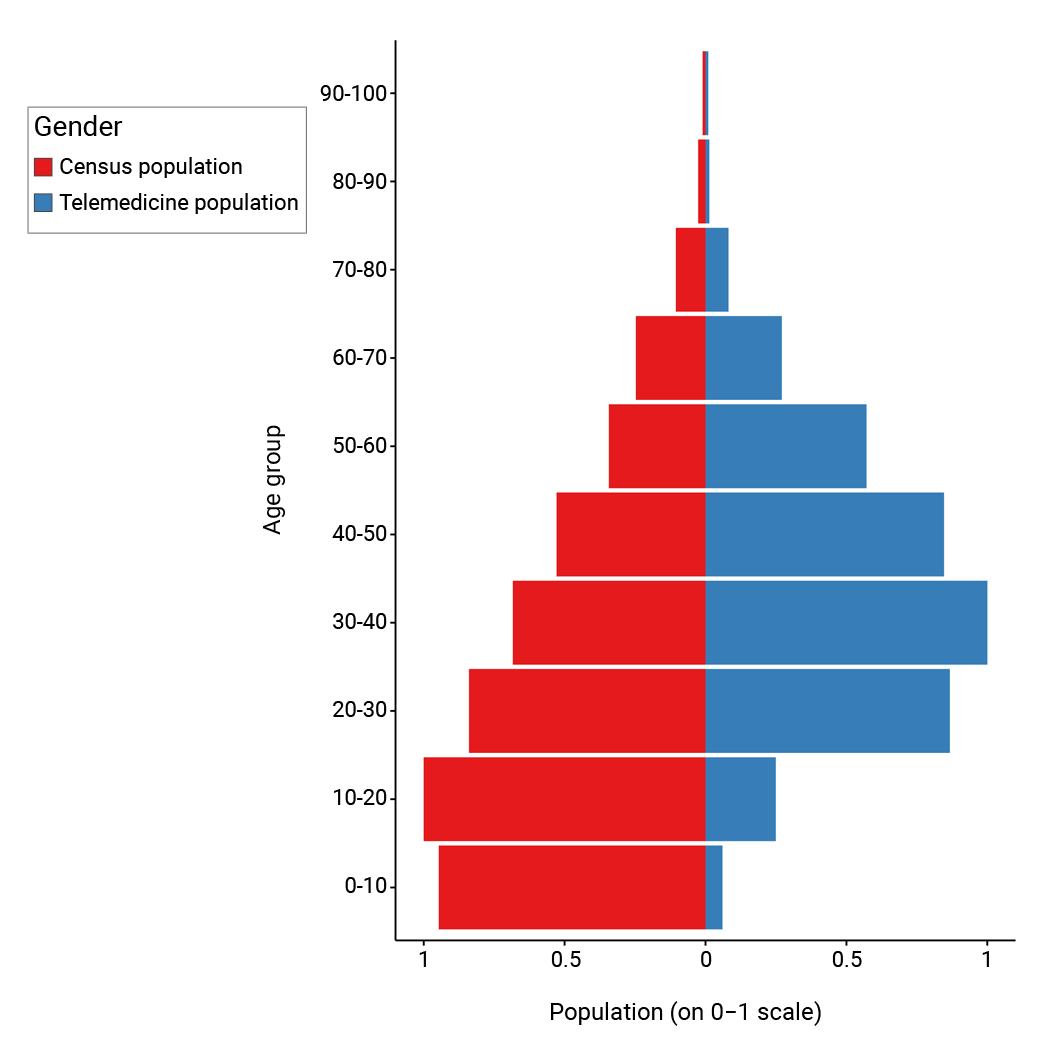 Gender
Census population
Telemedicine population
90-100
80-90
70-80
60-70
50-60
40-50
30-40
20-30
10-20
0-10
Age group
1 0.5 0 0.5 1
Population (on 0−1 scale)